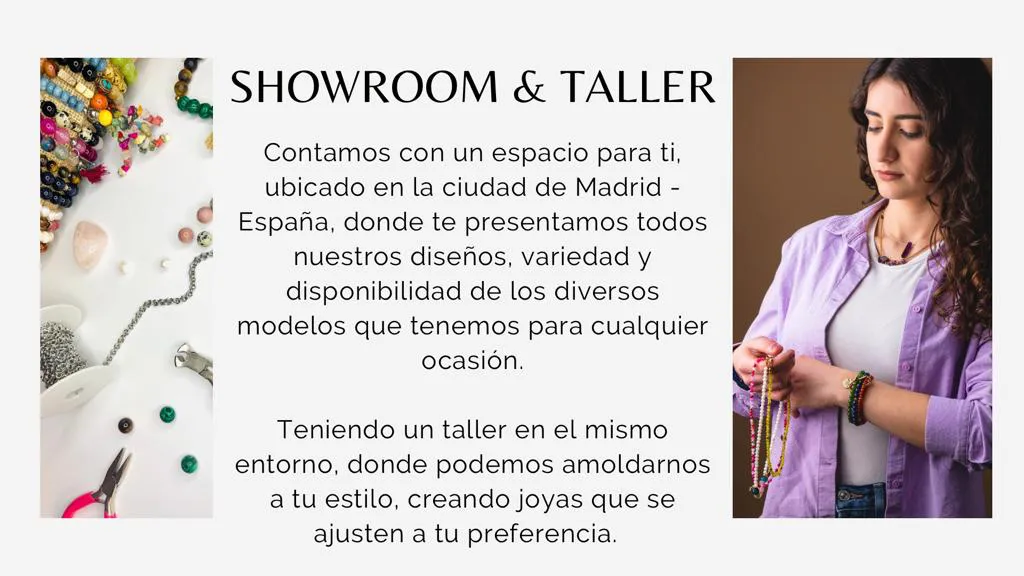 SHOWROOM & TALLER
Contamos con un espacio para ti,
ubicado en la ciudad de Madrid -
España, donde te presentamos todos
nuestros diseños, variedad y
disponibilidad de los diversos
modelos que tenemos para cualquier
ocasión.
Teniendo un taller en el mismo
entorno, donde podemos amoldarnos
a tu estilo, creando joyas que se
ajusten a tu preferencia.